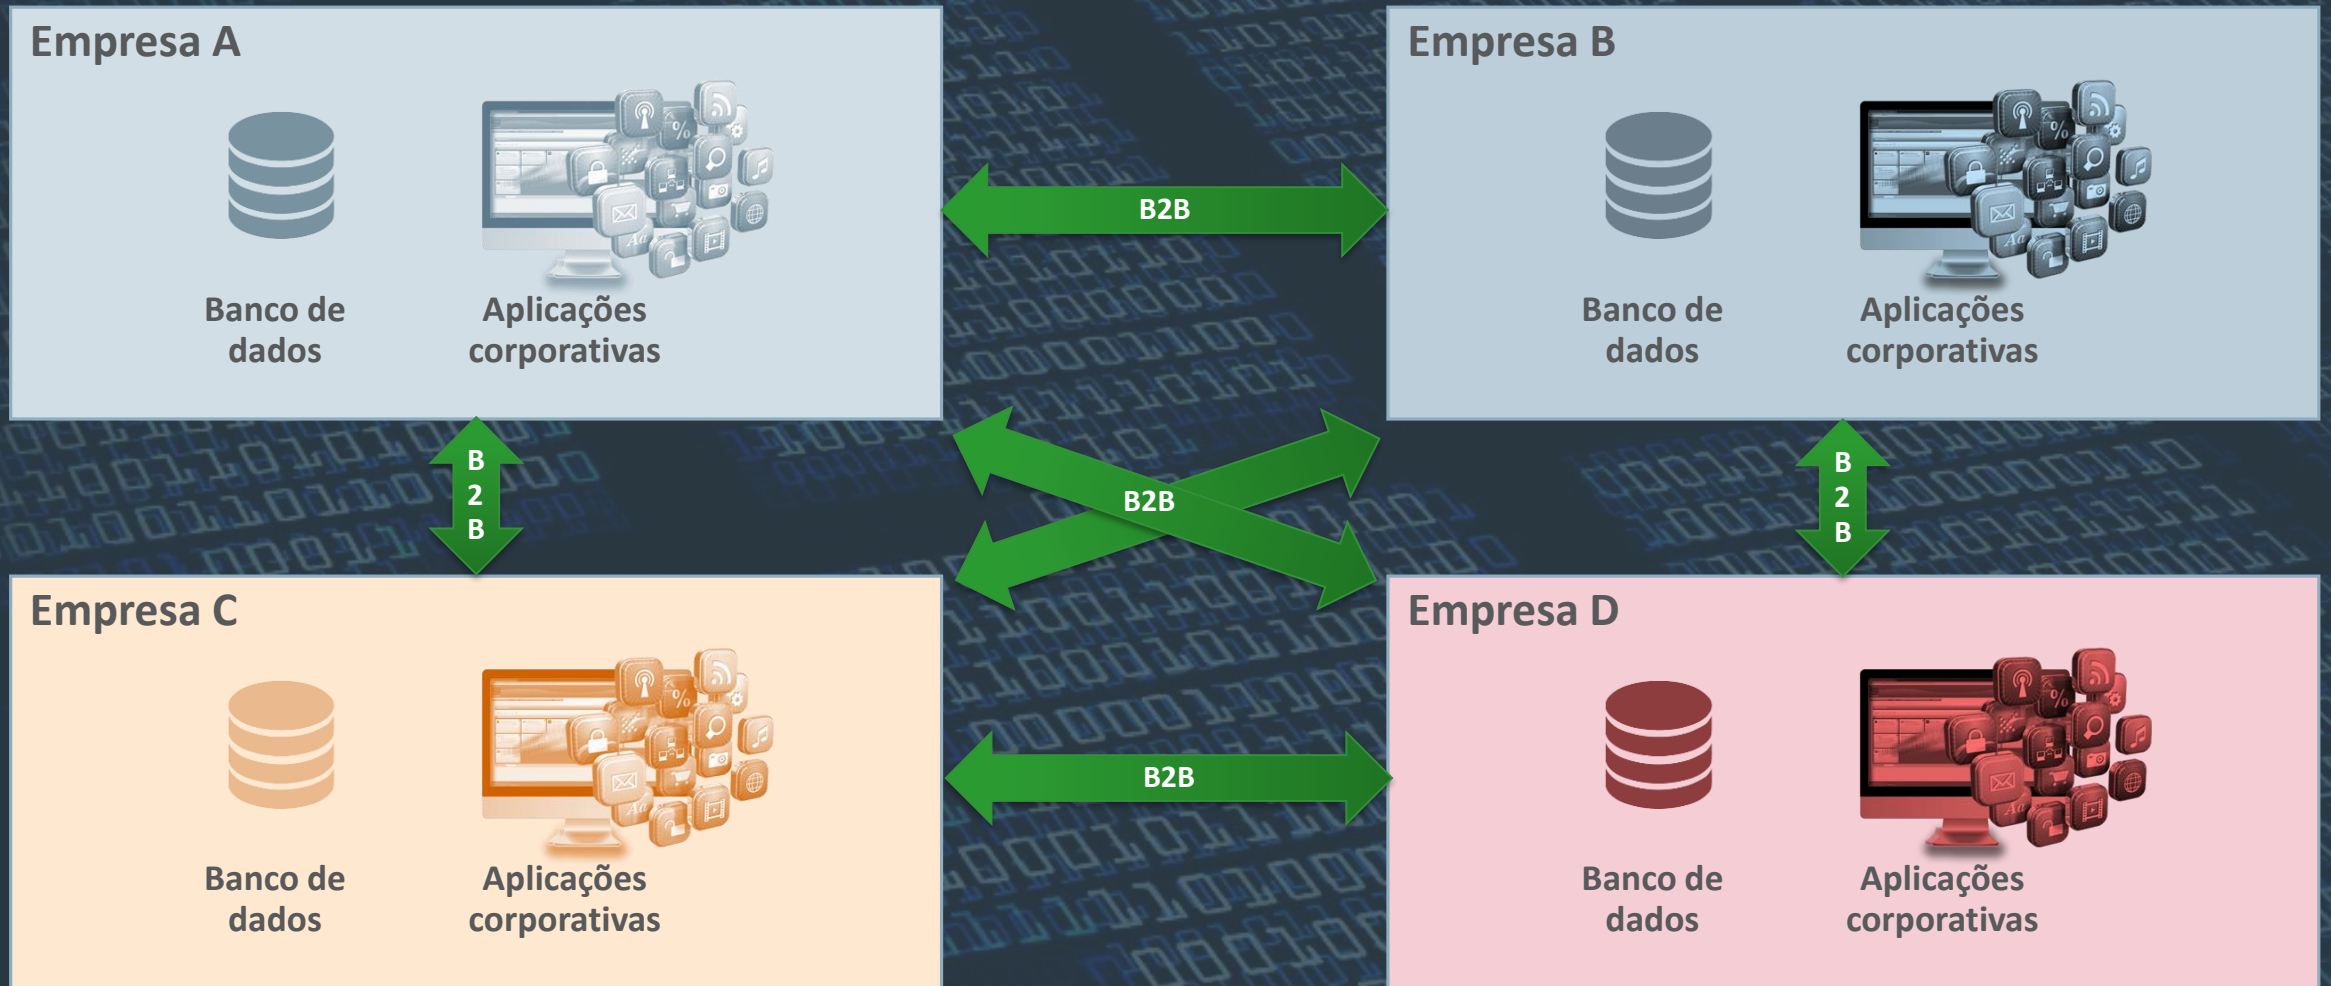 Empresa A
Banco de
dados
Aplicações
corporativas
B2B
Empresa B
Banco de
dados
Aplicações
corporativas
B
2
B
B2B
B
2
B
Empresa C
Banco de
dados
Aplicações
corporativas
B2B
Empresa D
Banco de
dados
Aplicações
corporativas